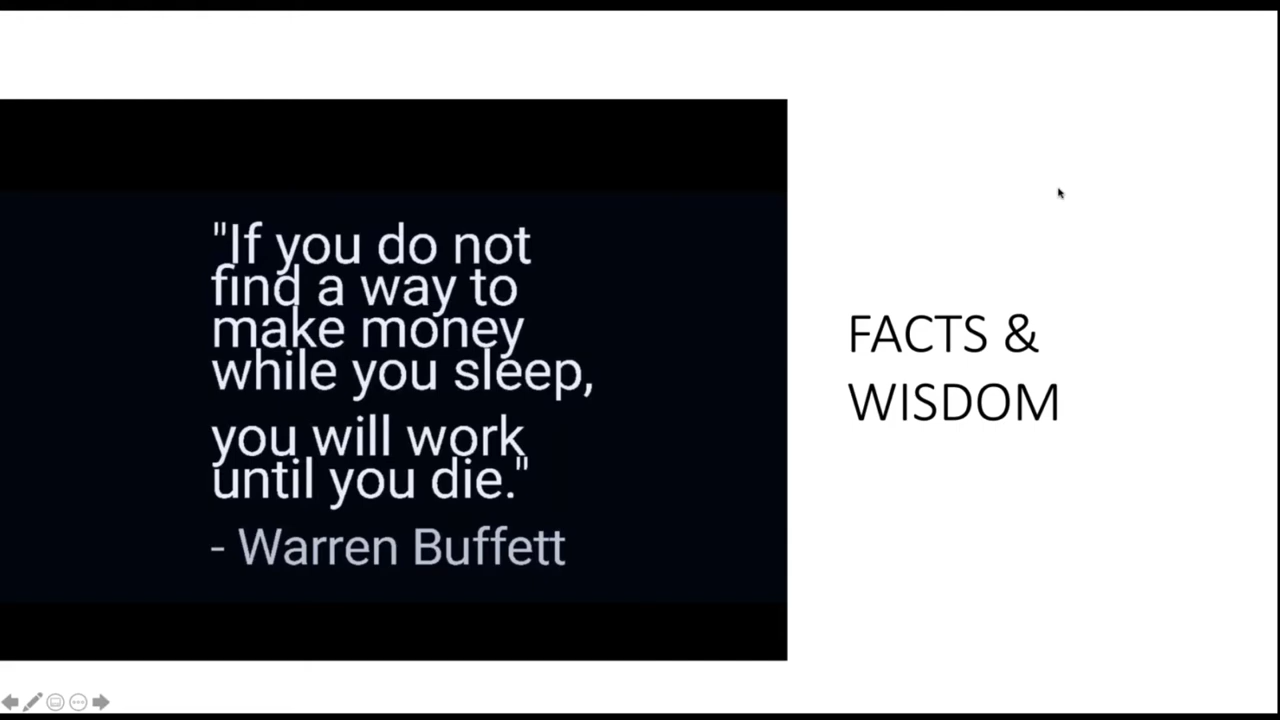 "If you do not
find a way to
make money
while you sleep,
you will work
until you die."
- Warren Buffett
FACTS &
WISDOM